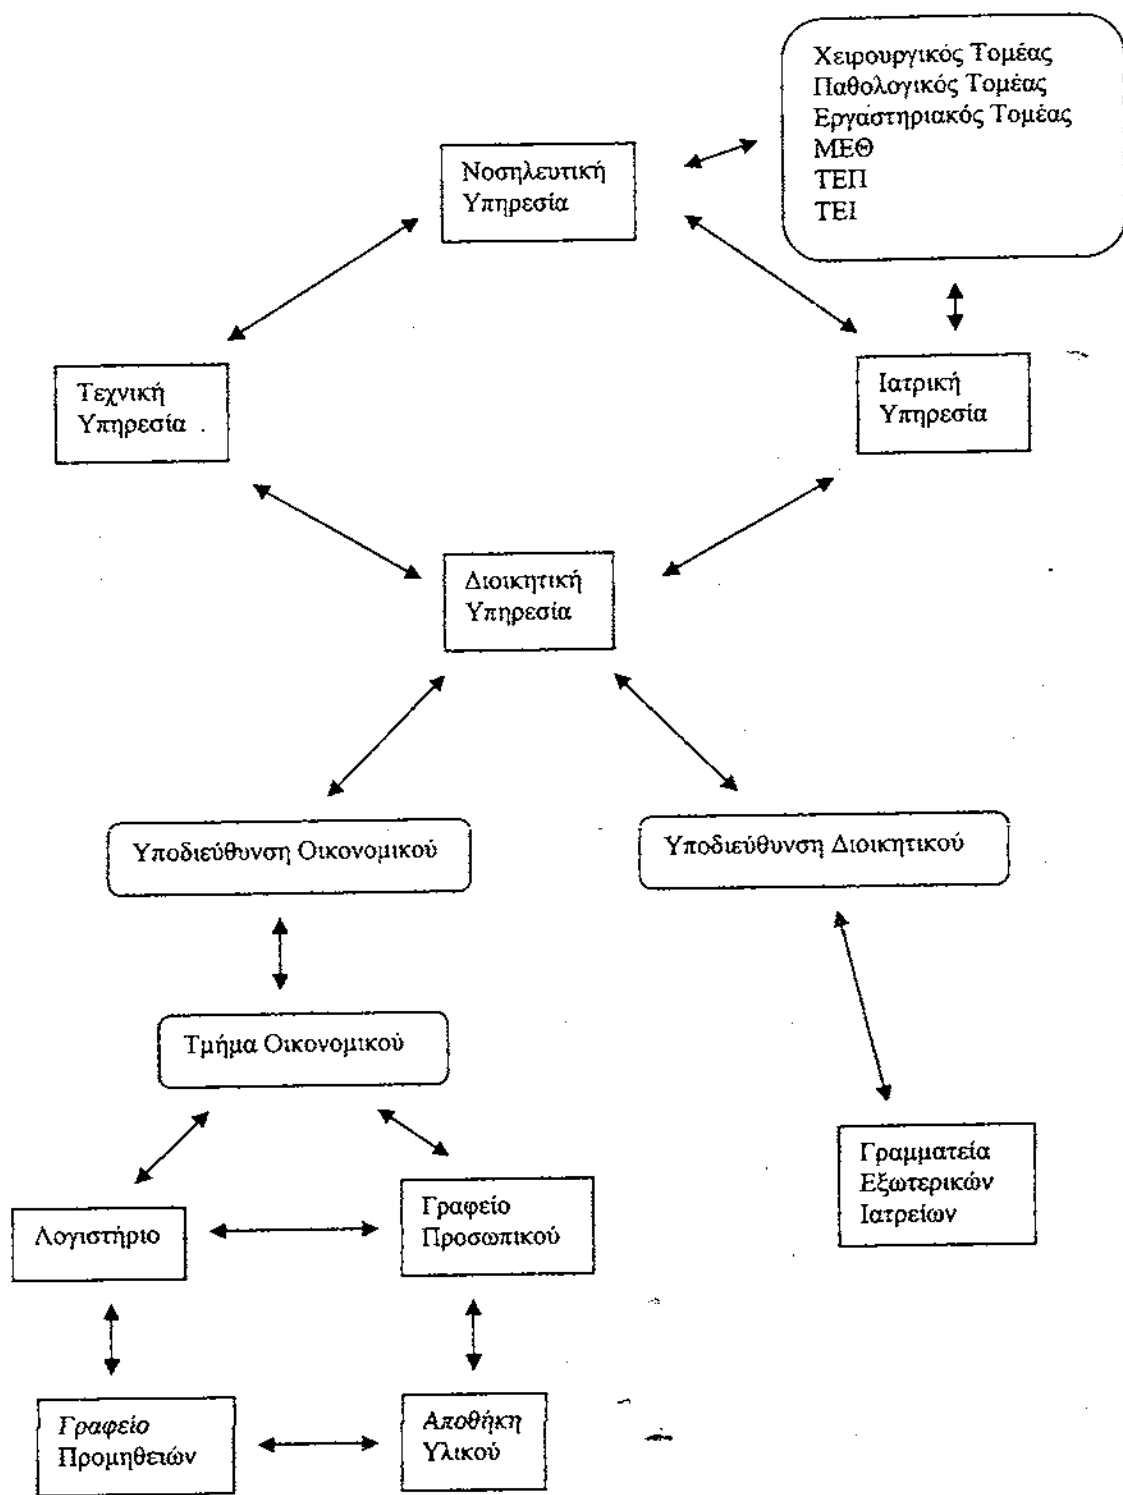 Χειρουργικός Τομέας
Παθολογικός Τομέας
Εργαστηριακός Τομέας
ΜΕΘ
ΤΕΠ
ΤΕΙ
Νοσηλευτική
Υπηρεσία
Τεχνική
Υπηρεσία
Ιατρική
Υπηρεσία
Διοικητική
Υπηρεσία
Υποδιεύθυνση Οικονομικού
Υποδιεύθυνση Διοικητικού
Τμήμα Οικονομικού
Λογιστήριο
Γραφείο
Προσωπικού
Γραμματεία
Εξωτερικών
Ιατρείων
Γραφείο
Προμηθειών
Αποθήκη
Υλικού